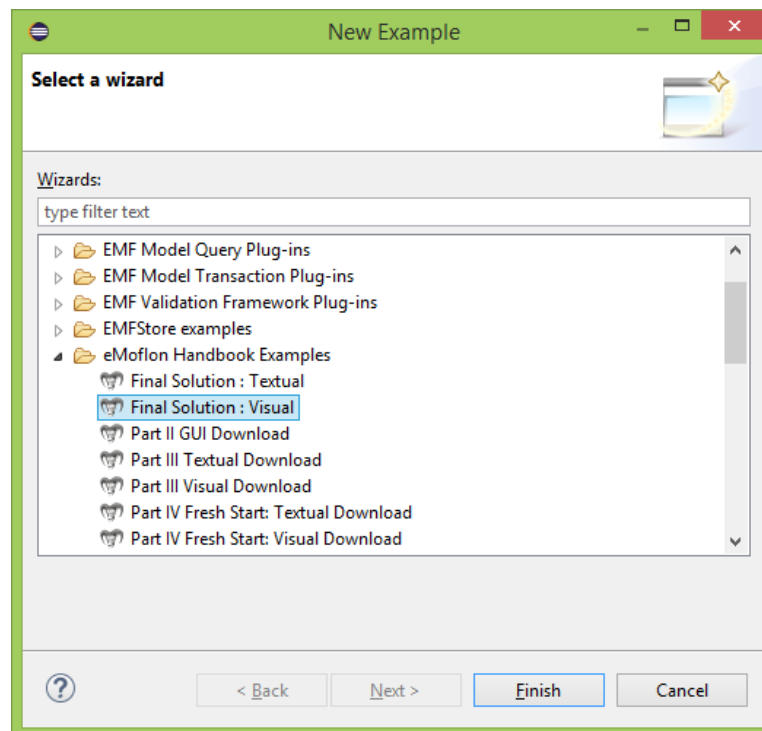 New Example
Select a wizard
Wizards:
type filter text
EMF Model Query Plug-ins
EMF Model Transaction Plug-ins
EMF Validation Framework Plug-ins
EMFStore examples
eMoflon Handbook Examples
Final Solution : Textual
Final Solution : Visual
Part II GUI Download
Part III Textual Download
Part III Visual Download
Part IV Fresh Start: Textual Download
Part IV Fresh Start: Visual Download
? < Back Next > Finish Cancel